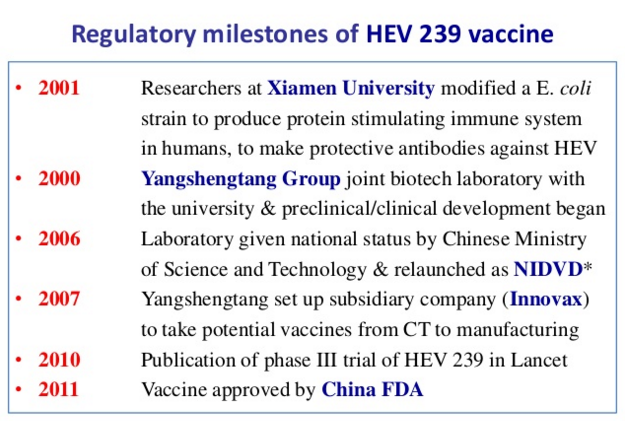 Regulatory milestones of HEV 239 vaccine
• 2001 Researchers at Xiamen University modified a E. coli
strain to produce protein stimulating immune system
in humans, to make protective antibodies against HEV
• 2000 Yangshengtang Group joint biotech laboratory with
the university & preclinical/clinical development began
• 2006 Laboratory given national status by Chinese Ministry
of Science and Technology & relaunched as NIDVD*
• 2007 Yangshengtang set up subsidiary company (Innovax)
to take potential vaccines from CT to manufacturing
• 2010 Publication of phase III trial of HEV 239 in Lancet
• 2011 Vaccine approved by China FDA